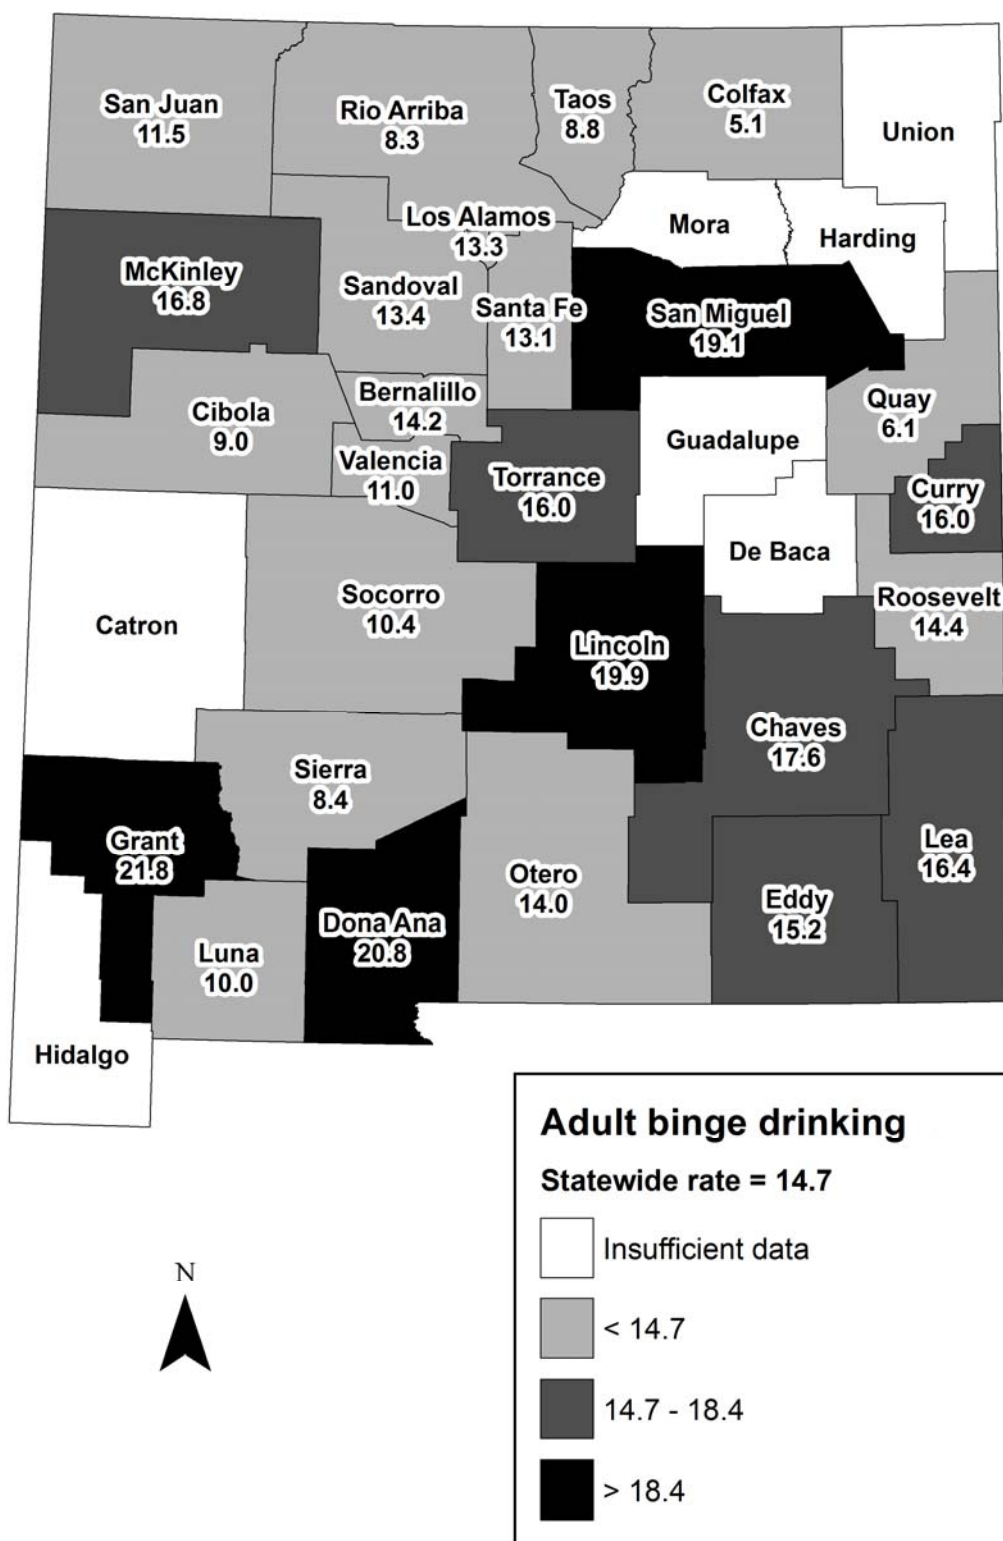 San Juan
11.5
Rio Arriba
8.3
Taos
8.8
Colfax
5.1
Union
Mora
Harding
Los Alamos
13.3
McKinley
16.8
Sandoval
13.4
Santa Fe
13.1
San Miguel
19.1
Bernalillo
14.2
Cibola
9.0
Quay
6.1
Guadalupe
Valencia
11.0
Torrance
16.0
Curry
16.0
De Baca
Catron
Socorro
10.4
Roosevelt
14.4
Lincoln
19.9
Chaves
17.6
Sierra
8.4
Grant
21.8
Lea
16.4
Otero
14.0
Eddy
15.2
Dona Ana
20.8
Luna
10.0
Hidalgo
Adult binge drinking
Statewide rate = 14.7
Insufficient data
< 14.7
14.7 - 18.4
> 18.4
N